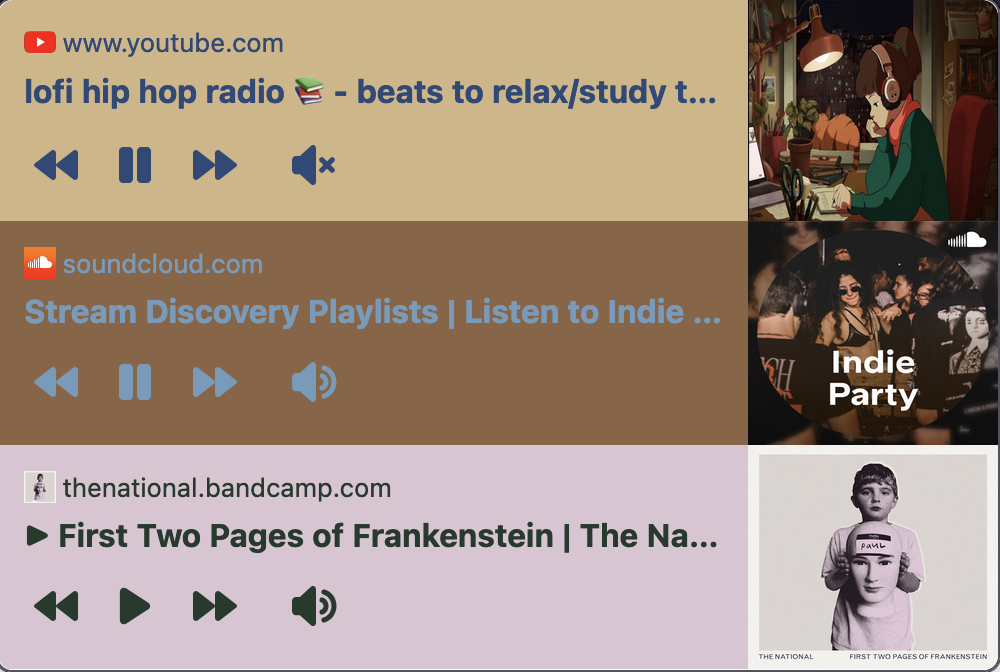 www.youtube.com
lofi hip hop radio 📚 - beats to relax/study t...
soundcloud.com
Stream Discovery Playlists | Listen to Indie ...
Indie
Party
thenational.bandcamp.com
▶ First Two Pages of Frankenstein | The Na...
Hello
PAUL
THE NATIONAL FIRST TWO PAGES OF FRANKENSTEIN